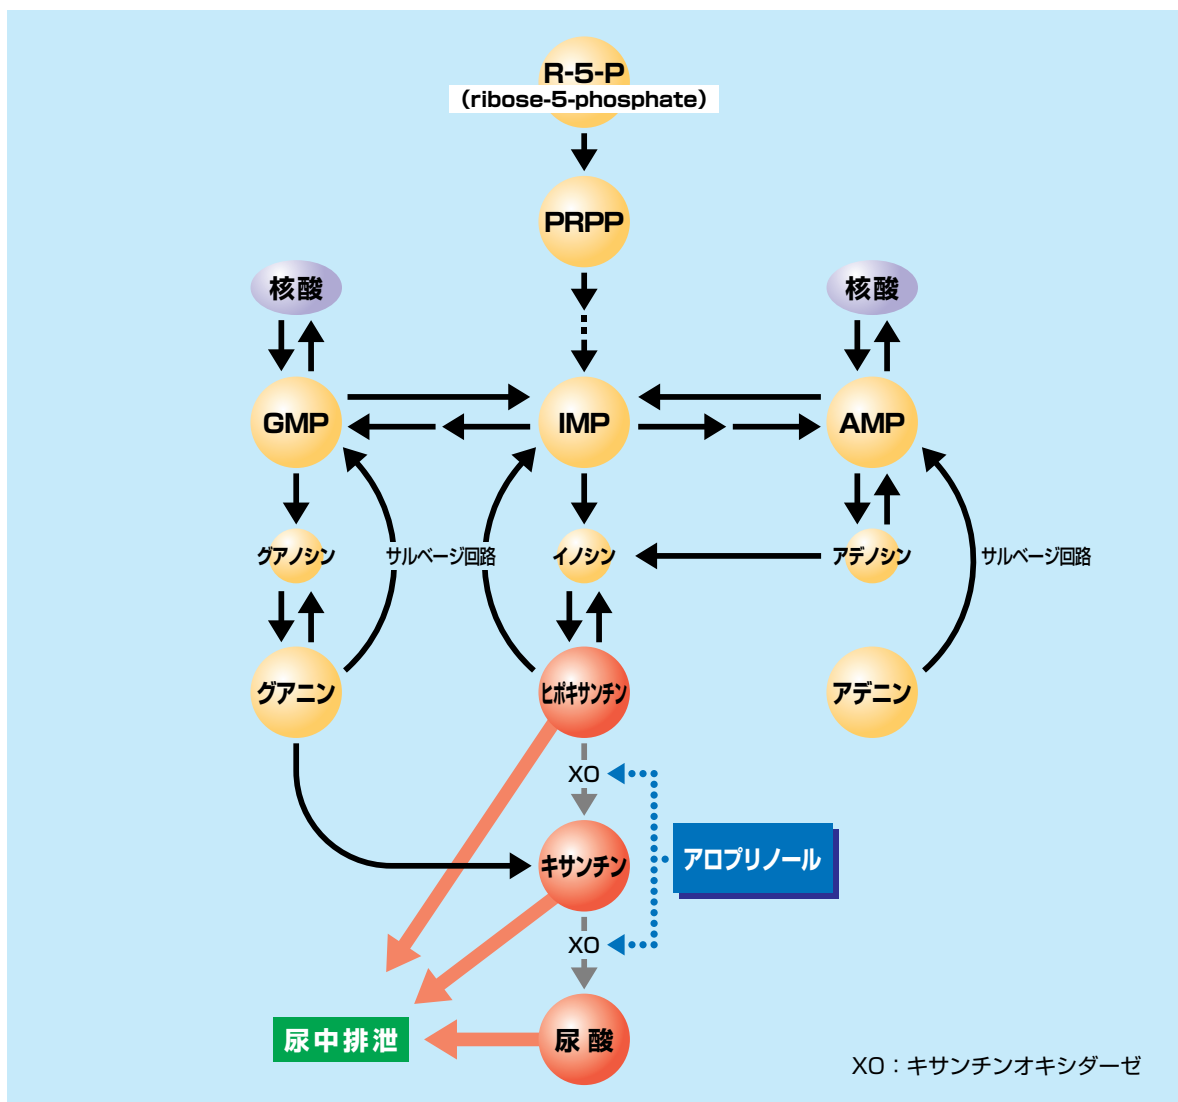 R-5-P
(ribose-5-phosphate)
PRPP
核酸
核酸
GMP
IMP
AMP
グアノシン
サルベージ回路
イノシン
アデノシン
サルベージ回路
グアニン
ヒポキサンチン
アデニン
XO
キサンチン
アロプリノール
XO
尿中排泄
尿酸
XO:キサンチンオキシダーゼ